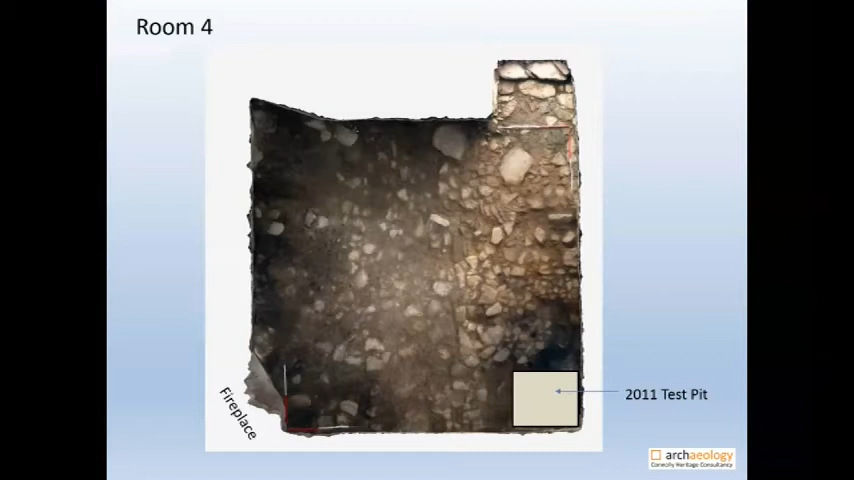 Room 4
Fireplace
2011 Test Pit
archaeology
Connolly Heritage Consultancy